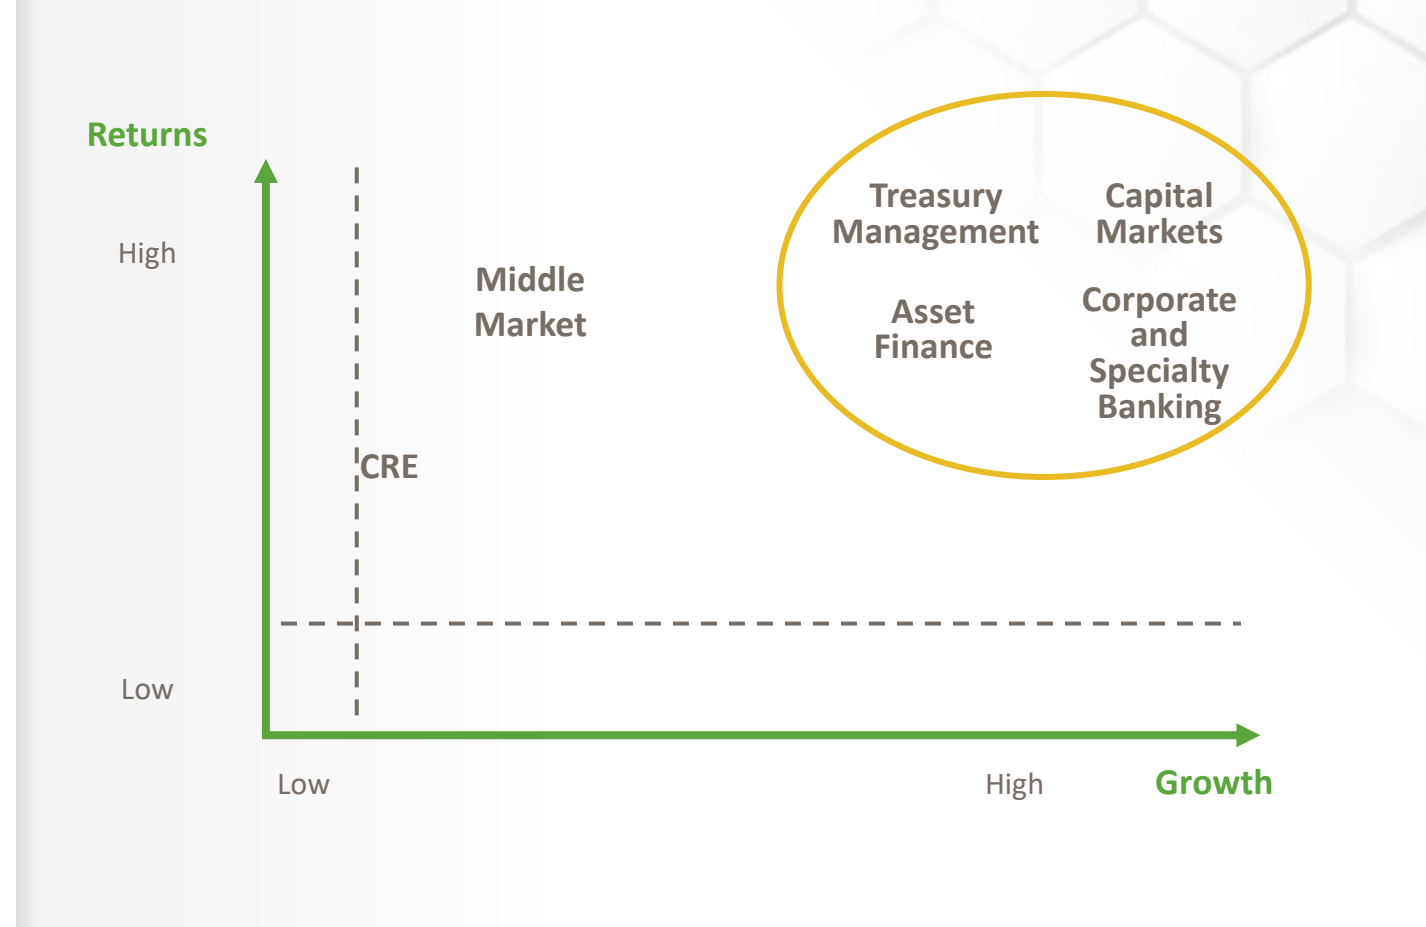 Returns
High
Low
Treasury
Management
Capital
Markets
Middle
Market
Asset
Finance
Corporate
and
Specialty
Banking
CRE
Low
High
Growth